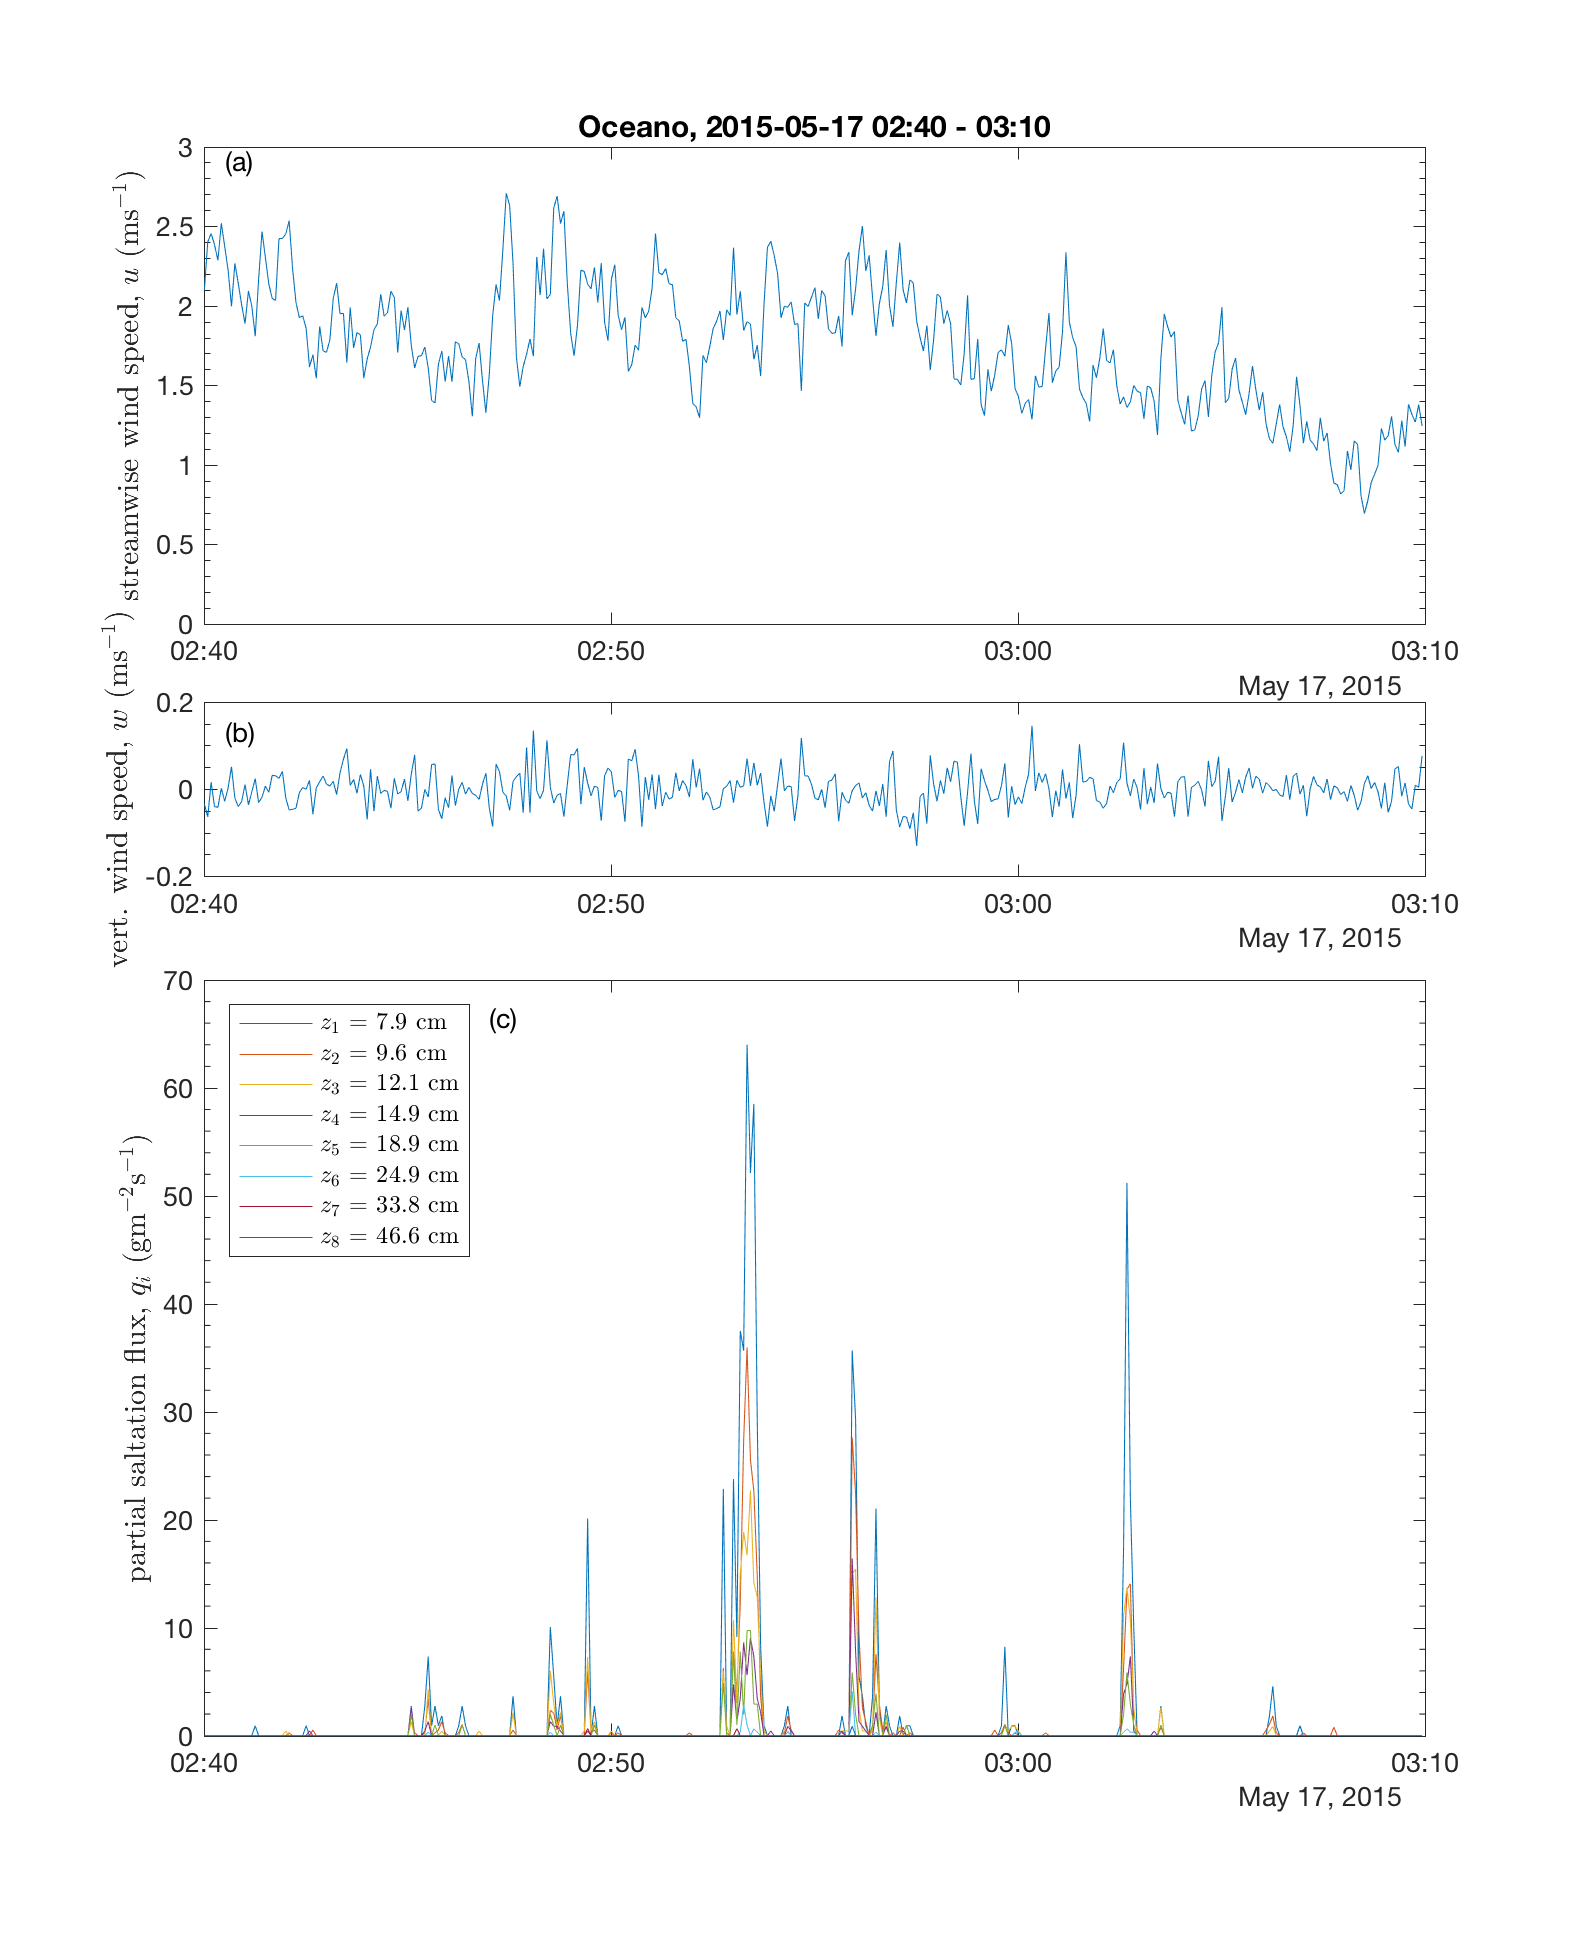 Oceano, 2015-05-17 02:40 - 03:10
(a)
streamwise wind speed, u (ms⁻¹)
3
2.5
2
1.5
1
0.5
0
02:40 02:50 03:00 03:10
May 17, 2015
(b)
vert. wind speed, w (ms⁻¹)
0.2
0
-0.2
02:40 02:50 03:00 03:10
May 17, 2015
(c)
partial saltation flux, qᵢ (gm⁻²s⁻¹)
70
60
50
40
30
20
10
0
z₁ = 7.9 cm
z₂ = 9.6 cm
z₃ = 12.1 cm
z₄ = 14.9 cm
z₅ = 18.9 cm
z₆ = 24.9 cm
z₇ = 33.8 cm
z₈ = 46.6 cm
02:40 02:50 03:00 03:10
May 17, 2015